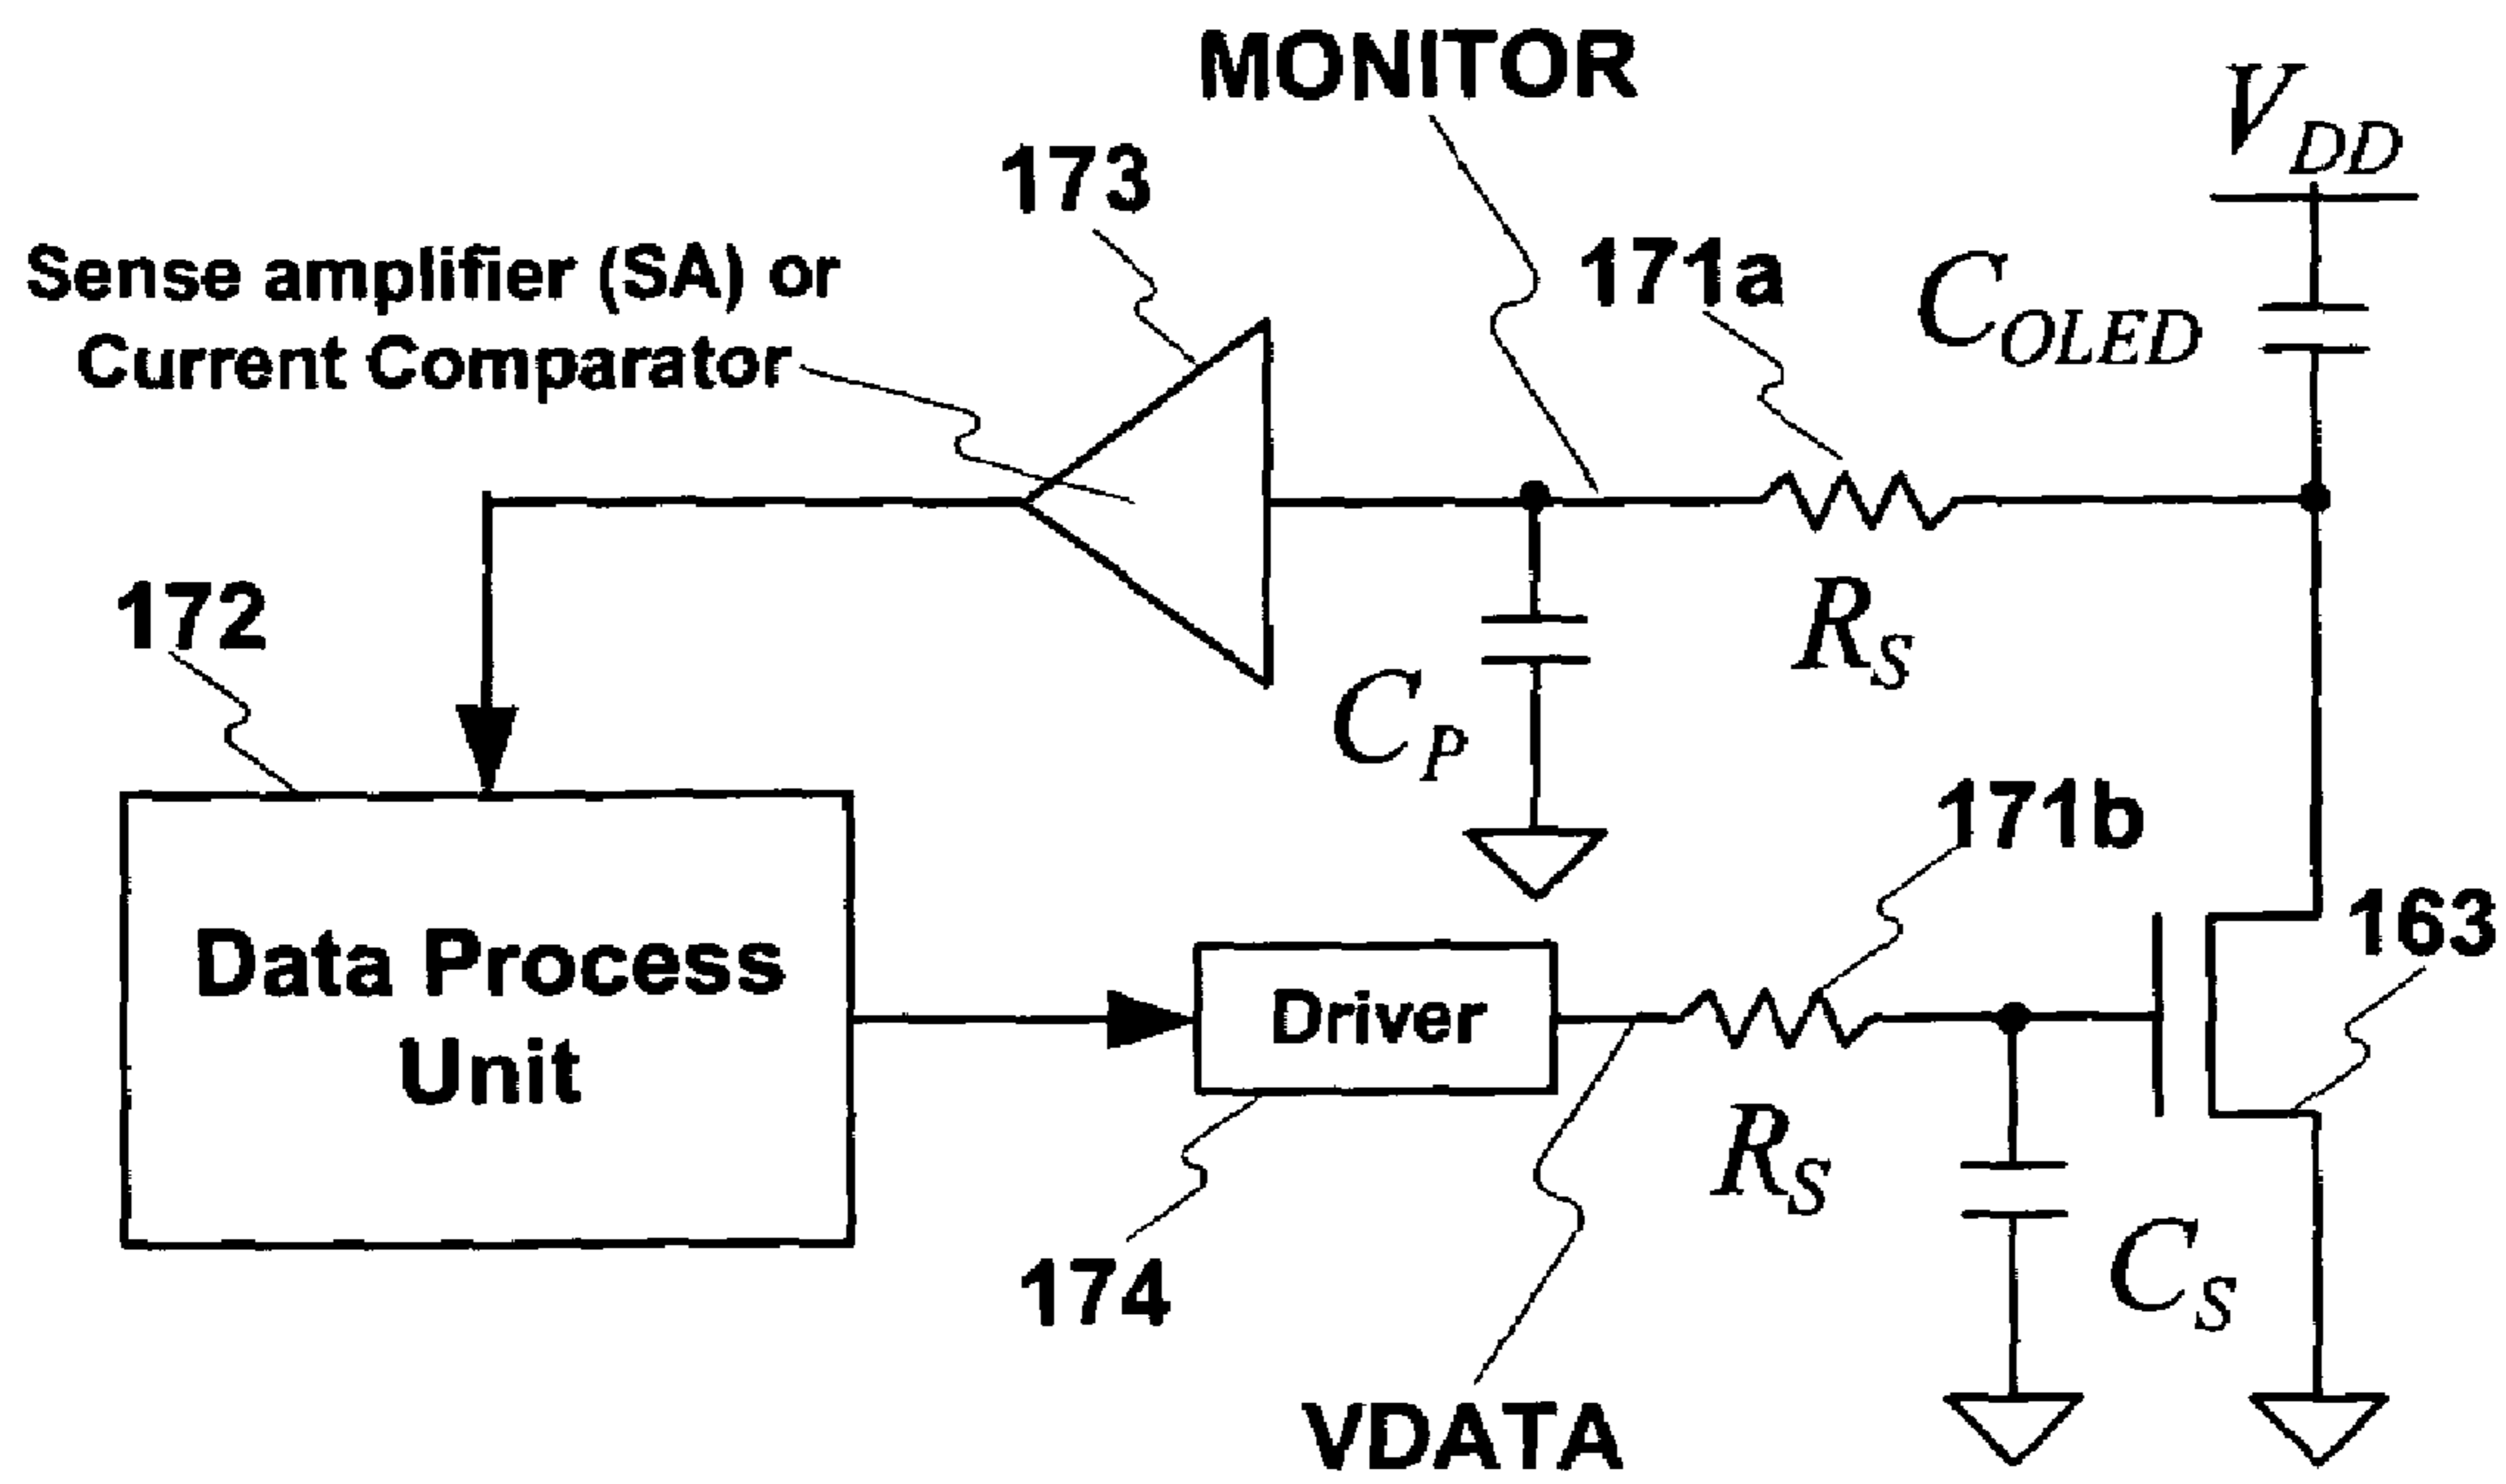 MONITOR
V_DD
173
171a
Sense amplifier (SA) or
Current Comparator
C_OLED
172
R_S
C_P
171b
163
Data Process
Unit
Driver
R_S
174
C_S
VDATA